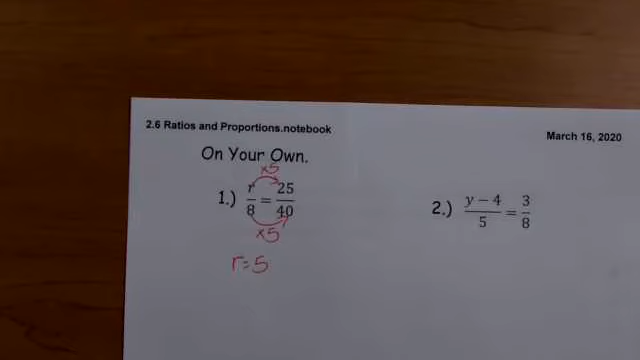 2.6 Ratios and Proportions.notebook
March 16, 2020
On Your Own.
×5
1.) r/8 = 25/40
×5
r=5
2.) (y − 4)/5 = 3/8